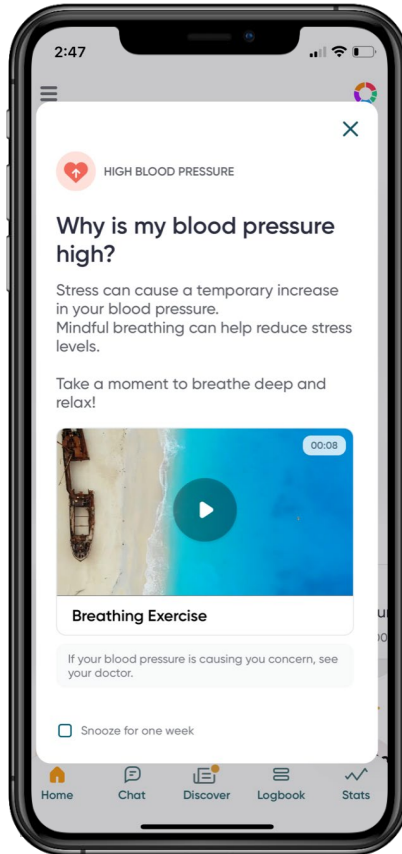 2:47
HIGH BLOOD PRESSURE
Why is my blood pressure
high?
Stress can cause a temporary increase
in your blood pressure.
Mindful breathing can help reduce stress
levels.
Take a moment to breathe deep and
relax!
00:08
Breathing Exercise
If your blood pressure is causing you concern, see
your doctor.
Snooze for one week
Home Chat Discover Logbook Stats